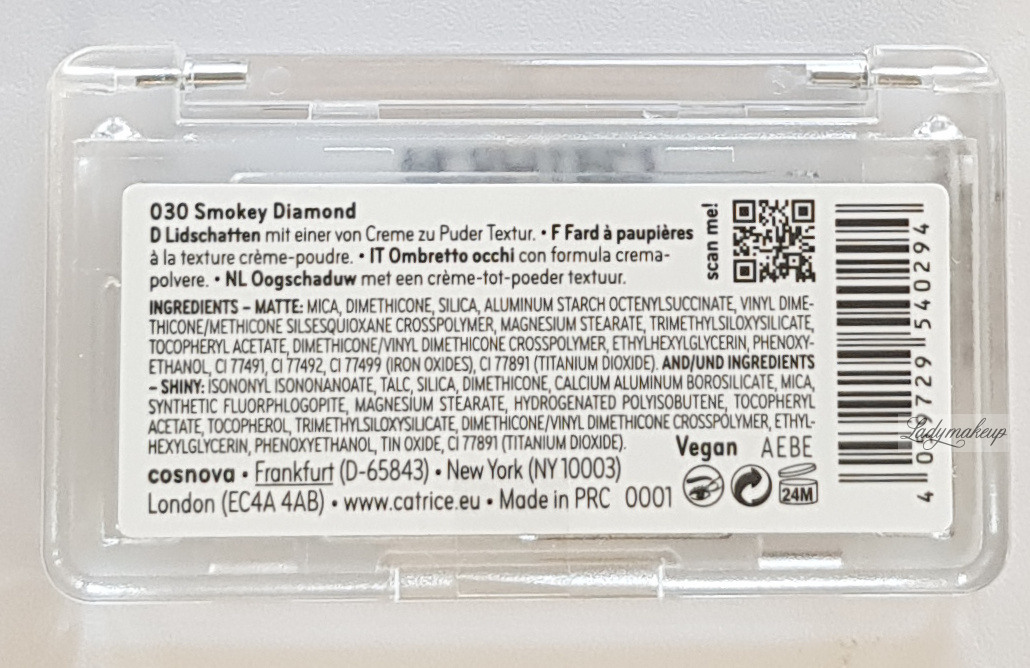 030 Smokey Diamond
D Lidschatten mit einer von Creme zu Puder Textur. • F Fard à paupières
à la texture crème-poudre. • IT Ombretto occhi con formula crema-
polvere. • NL Oogschaduw met een crème-tot-poeder textuur.
scan me!
INGREDIENTS – MATTE: MICA, DIMETHICONE, SILICA, ALUMINUM STARCH OCTENYLSUCCINATE, VINYL DIME-
THICONE/METHICONE SILSESQUIOXANE CROSSPOLYMER, MAGNESIUM STEARATE, TRIMETHYLSILOXYSILICATE,
TOCOPHERYL ACETATE, DIMETHICONE/VINYL DIMETHICONE CROSSPOLYMER, ETHYLHEXYLGLYCERIN, PHENOXY-
ETHANOL, CI 77491, CI 77492, CI 77499 (IRON OXIDES), CI 77891 (TITANIUM DIOXIDE). AND/UND INGREDIENTS
– SHINY: ISONONYL ISONONANOATE, TALC, SILICA, DIMETHICONE, CALCIUM ALUMINUM BOROSILICATE, MICA,
SYNTHETIC FLUORPHLOGOPITE, MAGNESIUM STEARATE, HYDROGENATED POLYISOBUTENE, TOCOPHERYL
ACETATE, TOCOPHEROL, TRIMETHYLSILOXYSILICATE, DIMETHICONE/VINYL DIMETHICONE CROSSPOLYMER, ETHYL-
HEXYLGLYCERIN, PHENOXYETHANOL, TIN OXIDE, CI 77891 (TITANIUM DIOXIDE).
Vegan AEBE
cosnova • Frankfurt (D-65843) • New York (NY 10003)
London (EC4A 4AB) • www.catrice.eu • Made in PRC 0001
24M
4 059729 540294
Ladymakeup